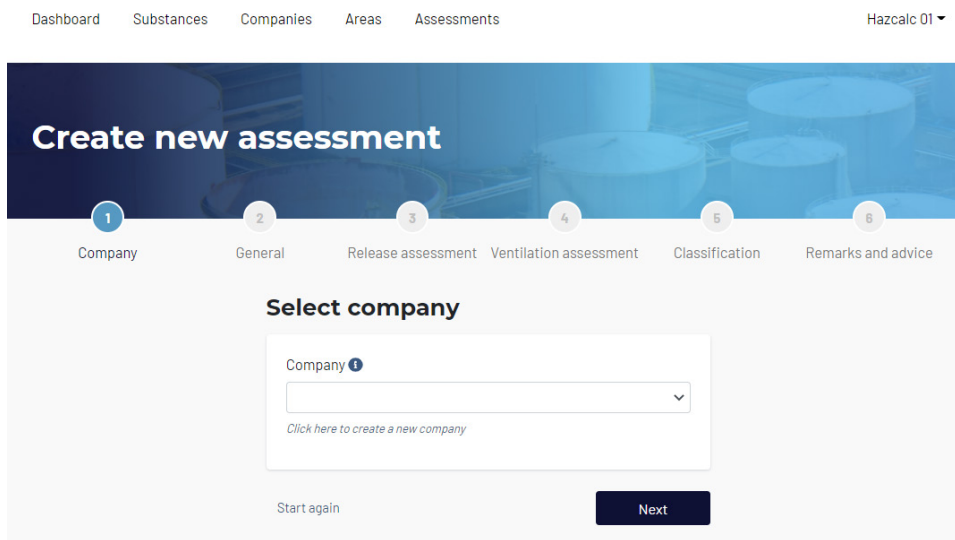 Dashboard Substances Companies Areas Assessments Hazcalc 01
Create new assessment
1 2 3 4 5 6
Company General Release assessment Ventilation assessment Classification Remarks and advice
Select company
Company i
Click here to create a new company
Start again Next